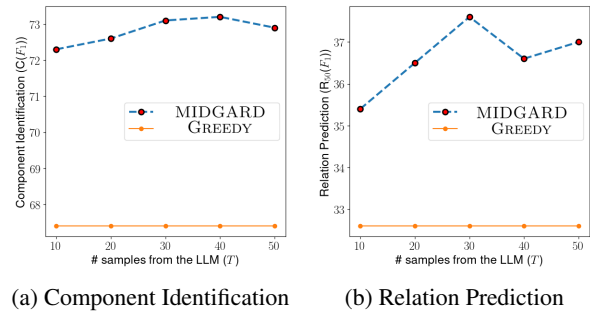 Component Identification (C(F₁))
73
72
71
70
69
68
MIDGARD
GREEDY
10 20 30 40 50
# samples from the LLM (T)
(a) Component Identification
Relation Prediction (R₅₀(F₁))
37
36
35
34
33
MIDGARD
GREEDY
10 20 30 40 50
# samples from the LLM (T)
(b) Relation Prediction